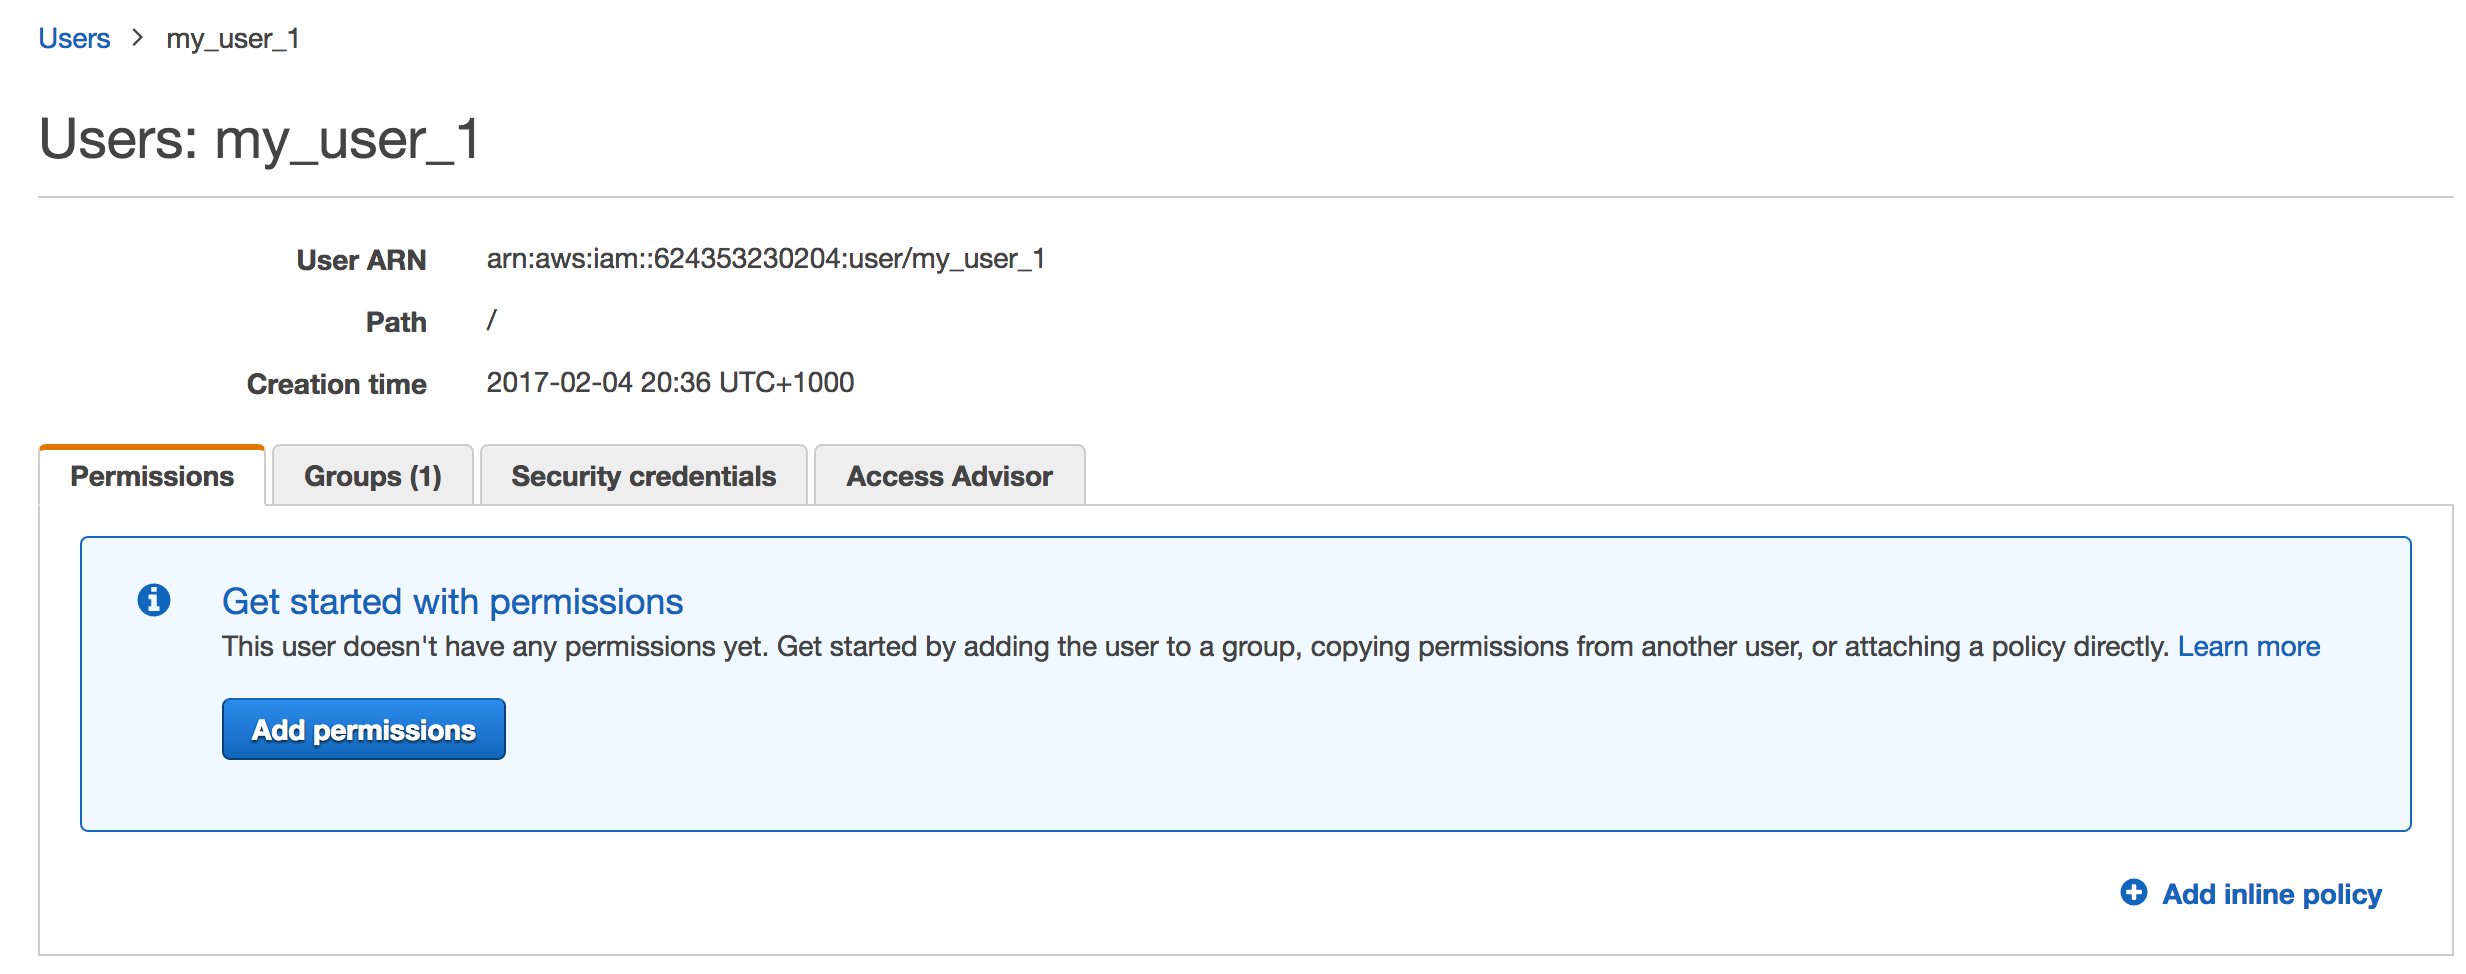 Users > my_user_1
Users: my_user_1
User ARN arn:aws:iam::624353230204:user/my_user_1
Path /
Creation time 2017-02-04 20:36 UTC+1000
Permissions Groups (1) Security credentials Access Advisor
Get started with permissions
This user doesn't have any permissions yet. Get started by adding the user to a group, copying permissions from another user, or attaching a policy directly. Learn more
Add permissions
Add inline policy